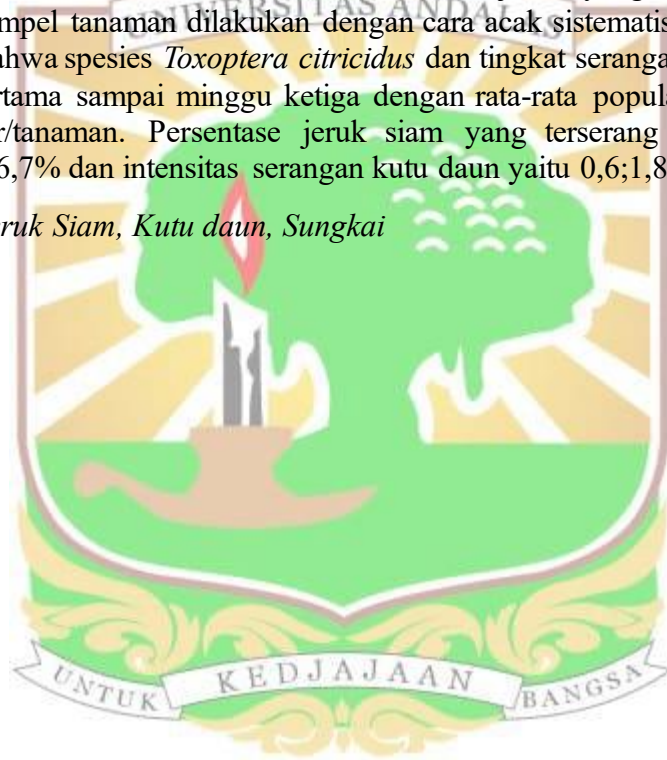 UNIVERSITAS ANDALAS
mpel tanaman dilakukan dengan cara acak sistematis
ahwa spesies Toxoptera citricidus dan tingkat seranga
rtama sampai minggu ketiga dengan rata-rata popula
r/tanaman. Persentase jeruk siam yang terserang
6,7% dan intensitas serangan kutu daun yaitu 0,6;1,8
ruk Siam, Kutu daun, Sungkai
UNTUK KEDJAJAAN BANGSA